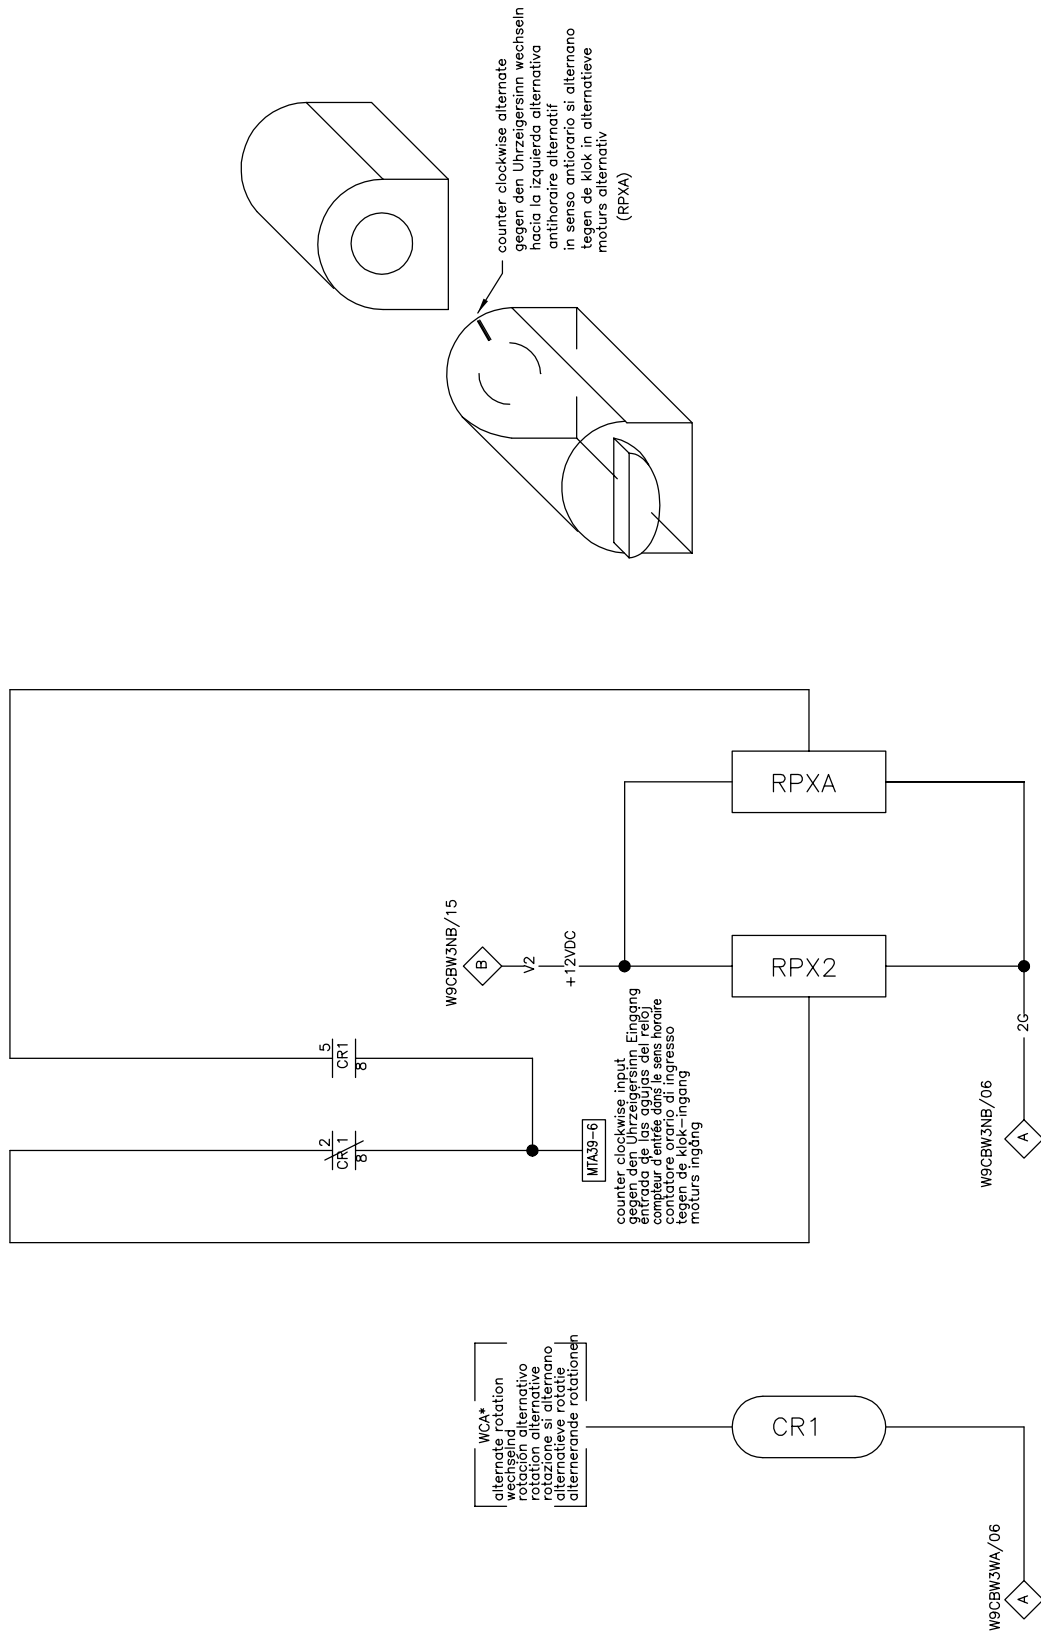 counter clockwise alternate
gegen den Uhrzeigersinn wechseln
hacia la izquierda alternativa
antihoraire alternatif
in senso antiorario si alternano
tegen de klok in alternatieve
moturs alternativ
(RPXA)
W9CBW3NB/15
B
V2
+12VDC
5
CR1
8
2
CR1
8
MTA39-6
counter clockwise input
gegen den Uhrzeigersinn Eingang
entrada de las agujas del reloj
compteur d'entrée dans le sens horaire
contatore orario di ingresso
tegen de klok-ingang
moturs ingång
RPXA
RPX2
2G
W9CBW3NB/06
A
WCA*
alternate rotation
wechselnd
rotación alternativo
rotation alternative
rotazione si alternano
alternatieve rotatie
alternerande rotationen
CR1
W9CBW3WA/06
A